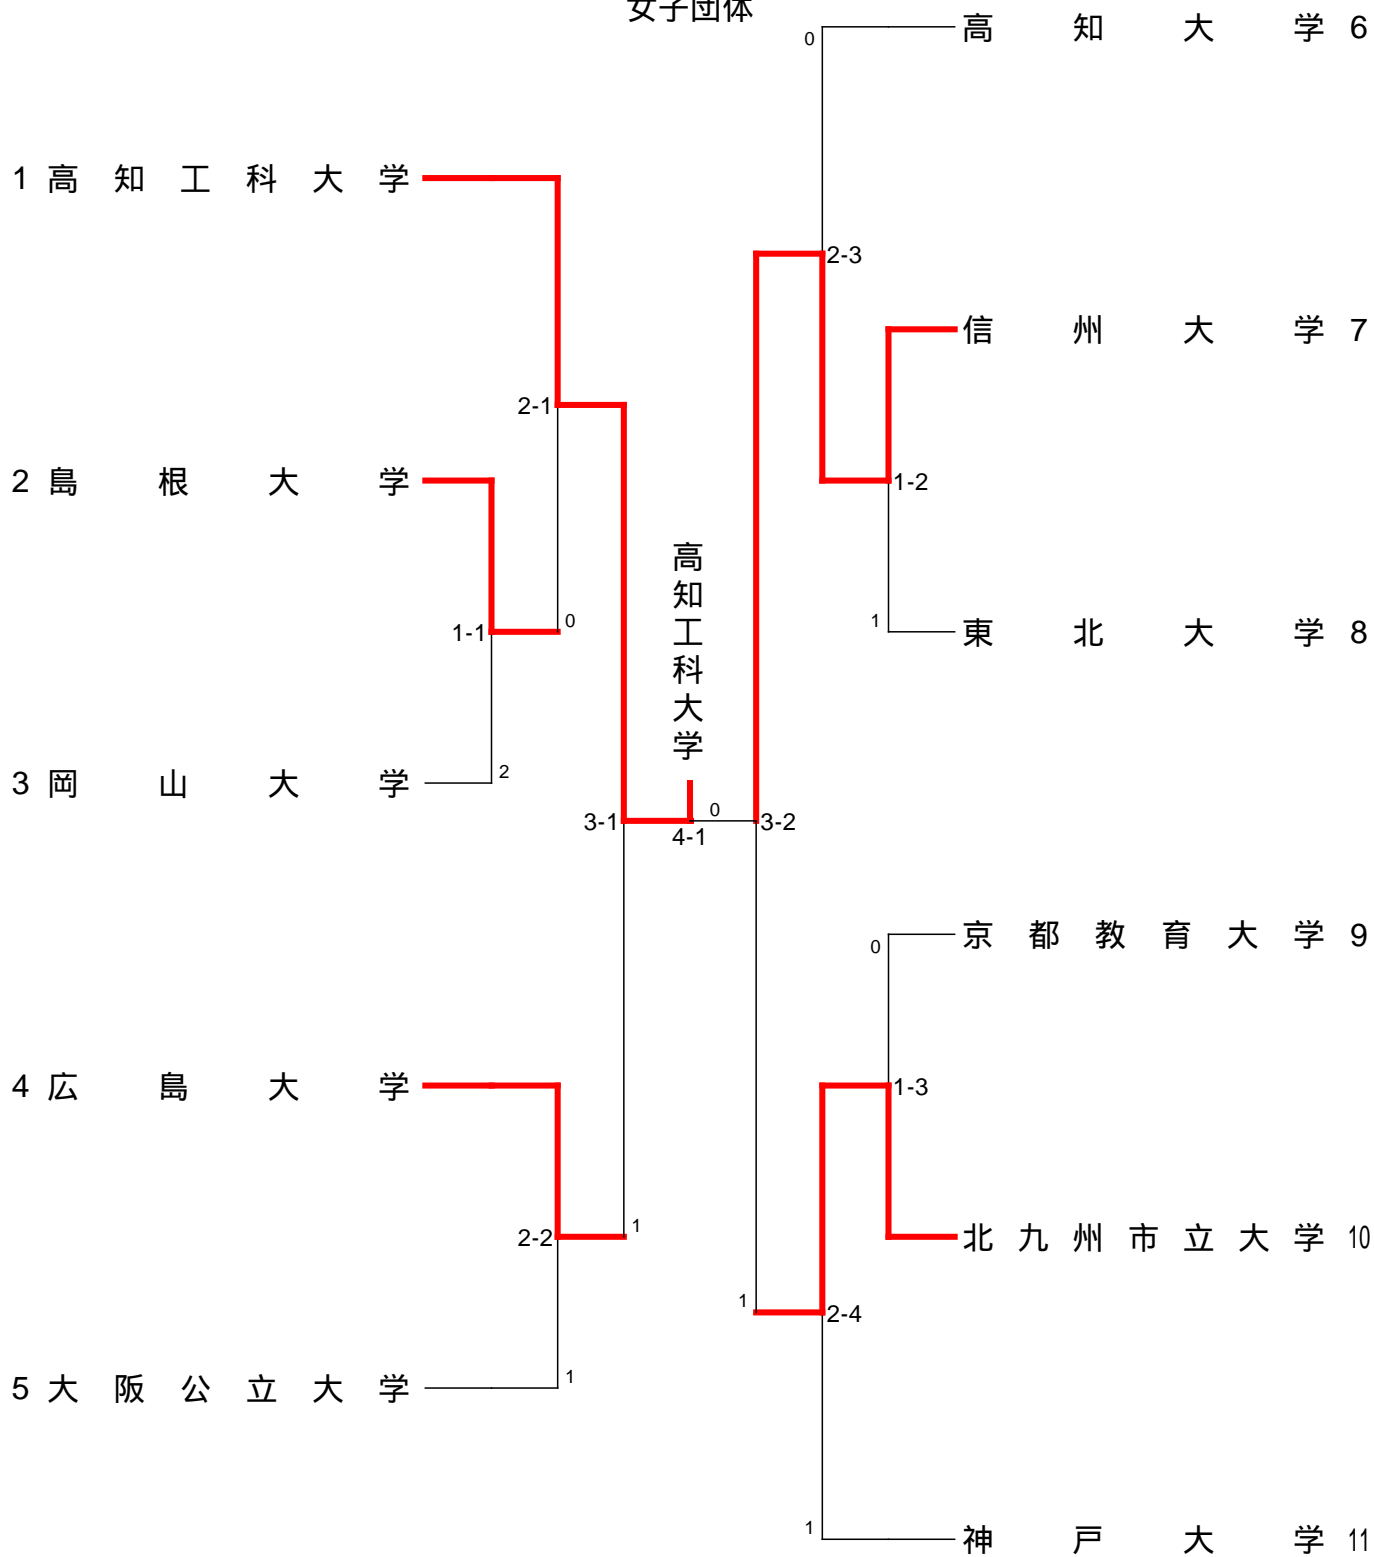 女子団体
1 高知工科大学
2 島根大学
3 岡山大学
4 広島大学
5 大阪公立大学
2-1
0
1-1
2
3-1
1
2-2
1
高知工科大学
4-1
0
3-2
高知大学 6
信州大学 7
東北大学 8
京都教育大学 9
北九州市立大学 10
神戸大学 11
0
2-3
1-2
1
0
1-3
1
2-4
1